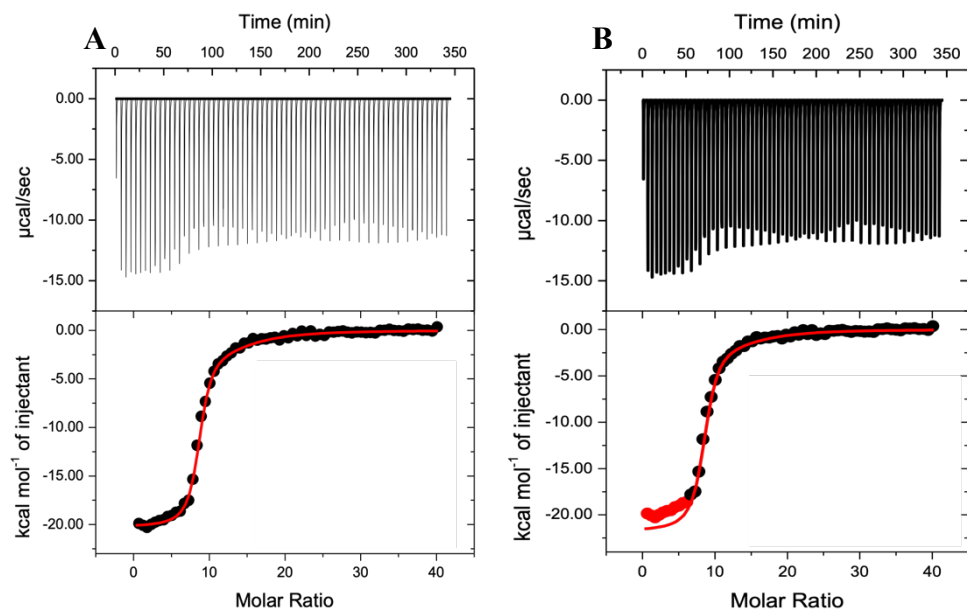 A
Time (min)
0 50 100 150 200 250 300 350
0.00
-5.00
-10.00
-15.00
µcal/sec
0.00
-5.00
-10.00
-15.00
-20.00
kcal mol⁻¹ of injectant
0 10 20 30 40
Molar Ratio
B
Time (min)
0 50 100 150 200 250 300 350
0.00
-5.00
-10.00
-15.00
µcal/sec
0.00
-5.00
-10.00
-15.00
-20.00
kcal mol⁻¹ of injectant
0 10 20 30 40
Molar Ratio